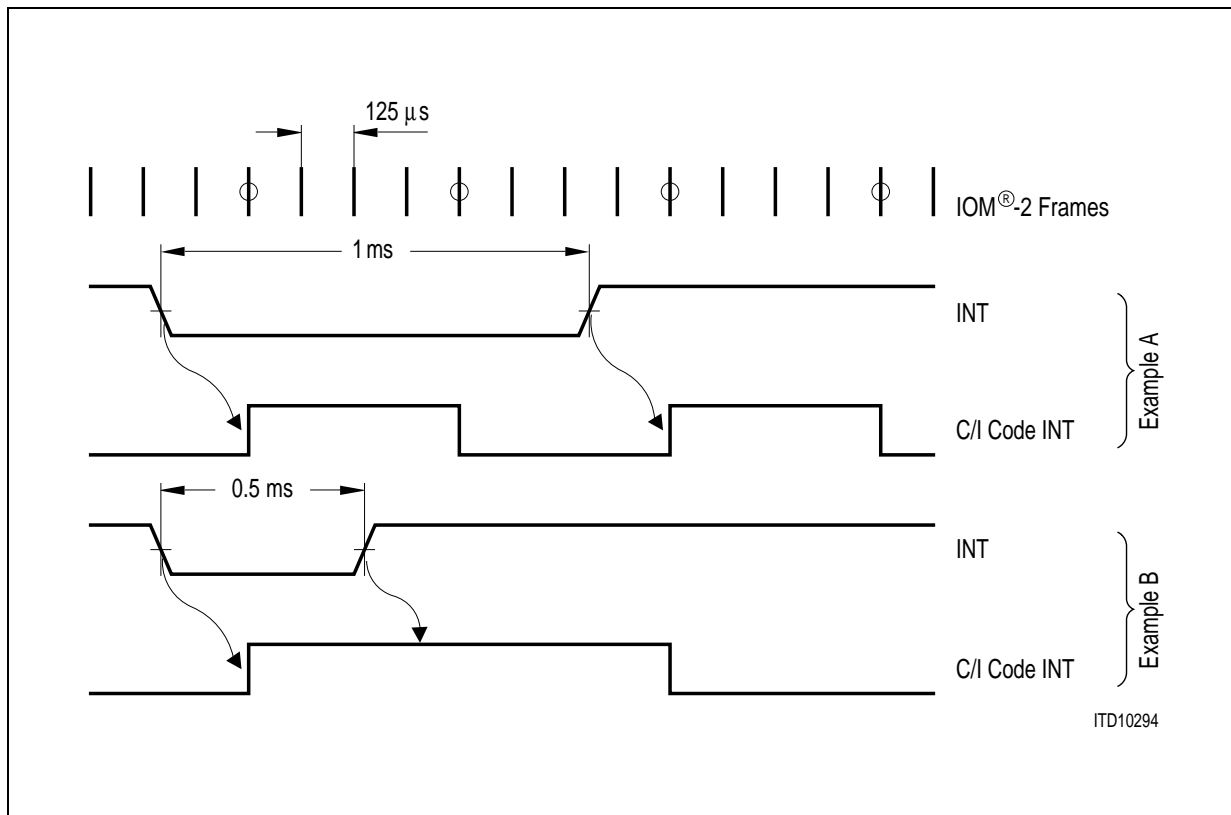 125 μs
IOM®-2 Frames
1 ms
INT
C/I Code INT
Example A
0.5 ms
INT
C/I Code INT
Example B
ITD10294